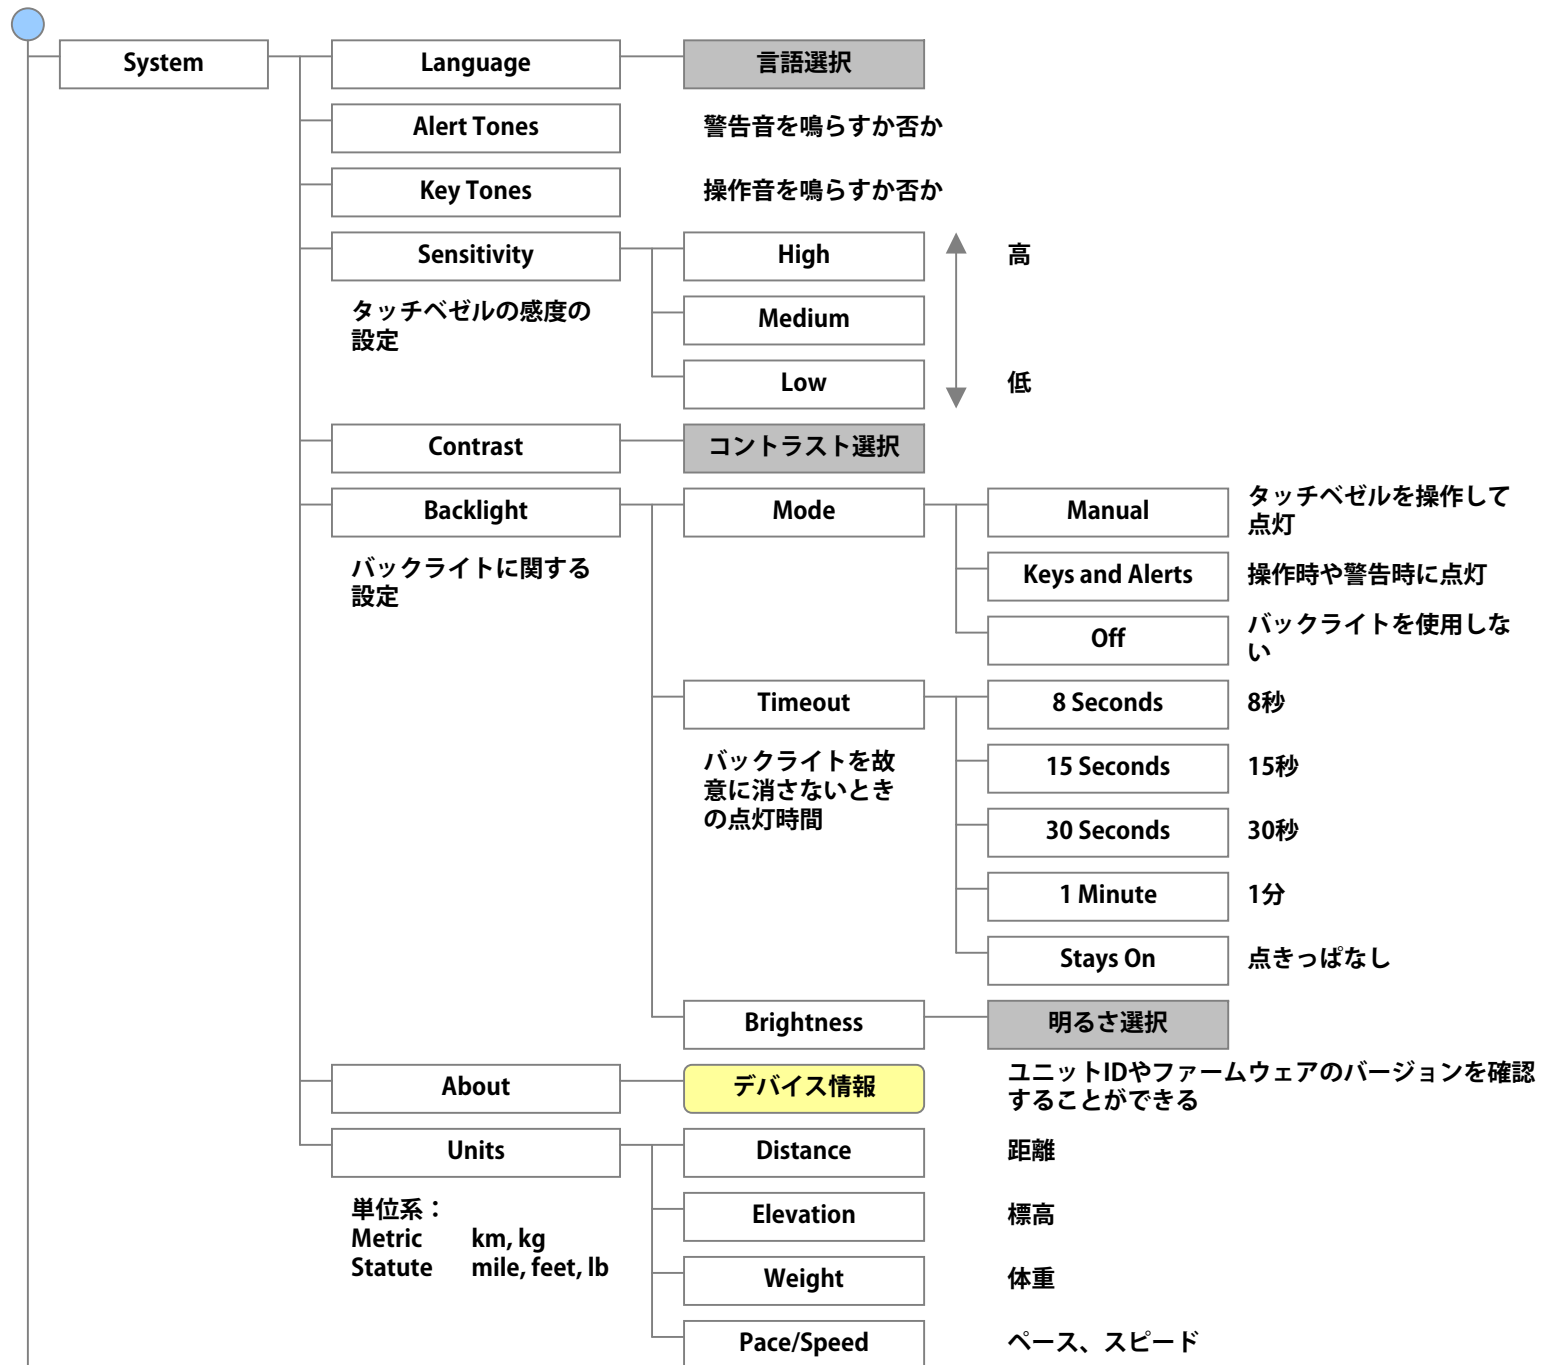 System
Language
言語選択
Alert Tones
警告音を鳴らすか否か
Key Tones
操作音を鳴らすか否か
Sensitivity
High
高
タッチベゼルの感度の
設定
Medium
Low
低
Contrast
コントラスト選択
Backlight
Mode
Manual
タッチベゼルを操作して
点灯
バックライトに関する
設定
Keys and Alerts
操作時や警告時に点灯
Off
バックライトを使用しな
い
Timeout
8 Seconds
8秒
バックライトを故
意に消さないとき
の点灯時間
15 Seconds
15秒
30 Seconds
30秒
1 Minute
1分
Stays On
点きっぱなし
Brightness
明るさ選択
About
デバイス情報
ユニットIDやファームウェアのバージョンを確認
することができる
Units
Distance
距離
単位系：
Metric km, kg
Statute mile, feet, lb
Elevation
標高
Weight
体重
Pace/Speed
ペース、スピード